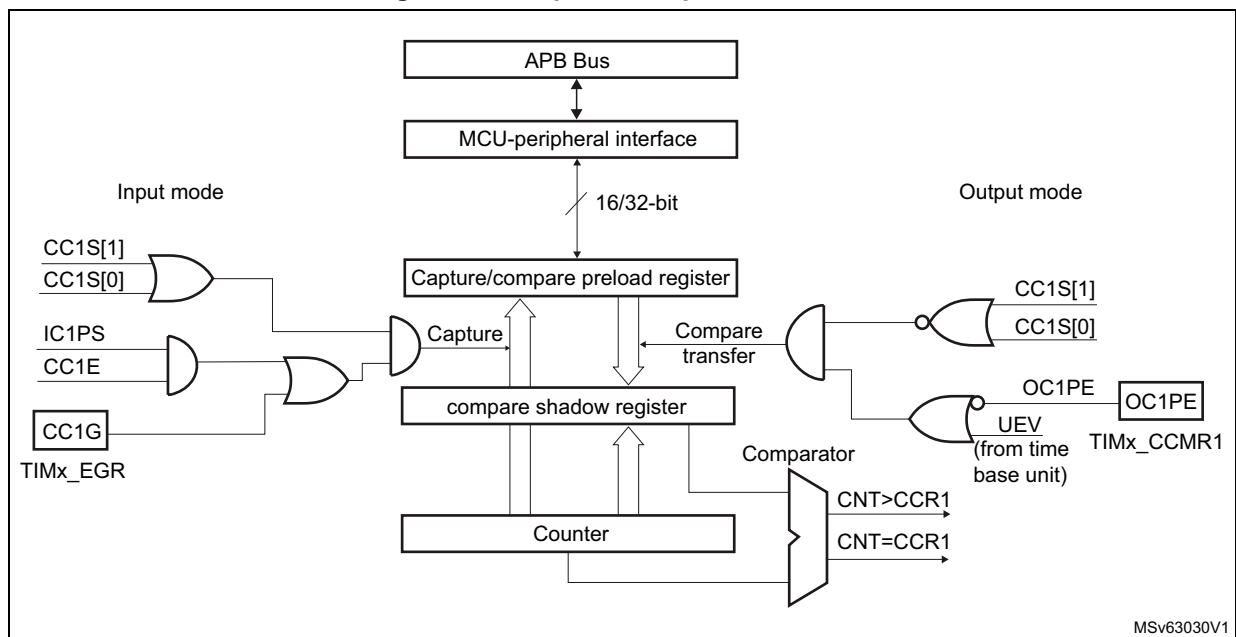 APB Bus
MCU-peripheral interface
16/32-bit
Input mode
Output mode
CC1S[1]
CC1S[0]
IC1PS
CC1E
CC1G
TIMx_EGR
Capture/compare preload register
Capture
Compare
transfer
compare shadow register
Counter
Comparator
CNT>CCR1
CNT=CCR1
CC1S[1]
CC1S[0]
OC1PE
OC1PE
UEV
(from time
base unit)
TIMx_CCMR1
MSv63030V1